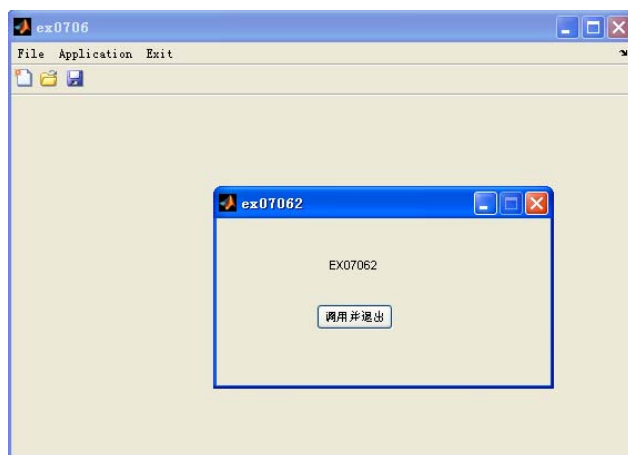 ex0706
File Application Exit
ex07062
EX07062
调用并退出